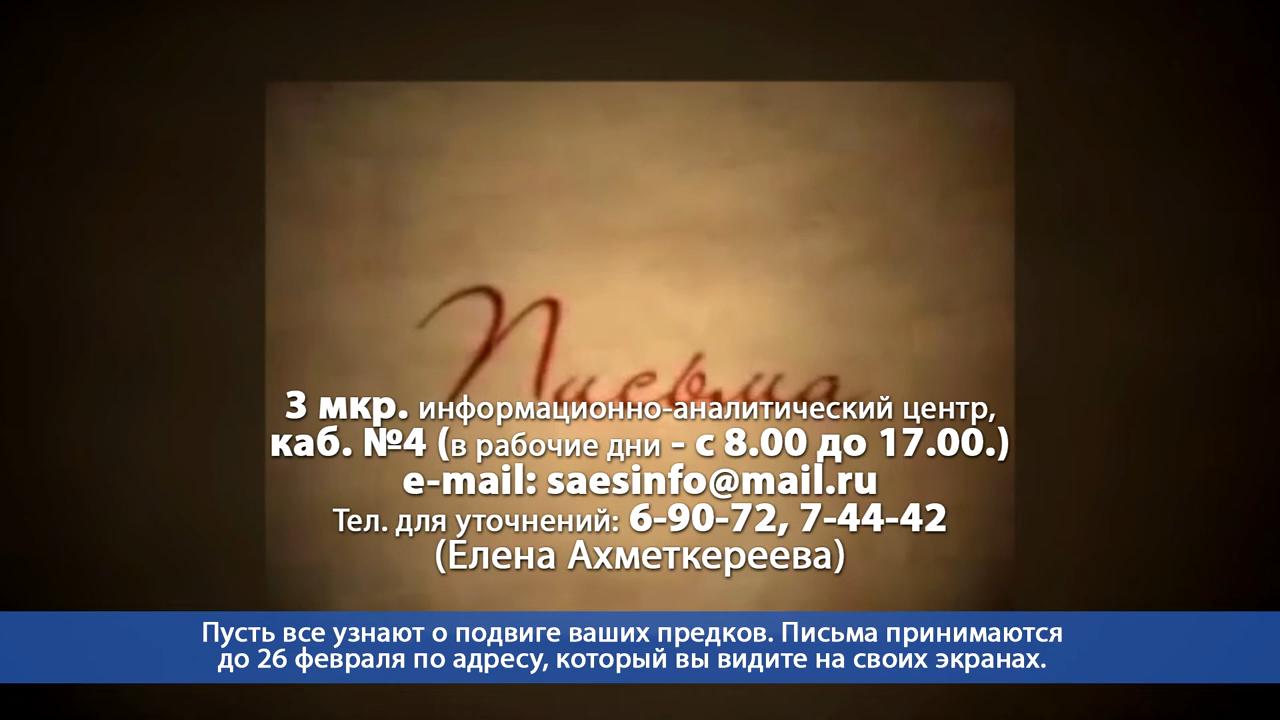 Письма
3 мкр. информационно-аналитический центр,
каб. №4 (в рабочие дни - с 8.00 до 17.00.)
e-mail: saesinfo@mail.ru
Тел. для уточнений: 6-90-72, 7-44-42
(Елена Ахметкереева)
Пусть все узнают о подвиге ваших предков. Письма принимаются
до 26 февраля по адресу, который вы видите на своих экранах.